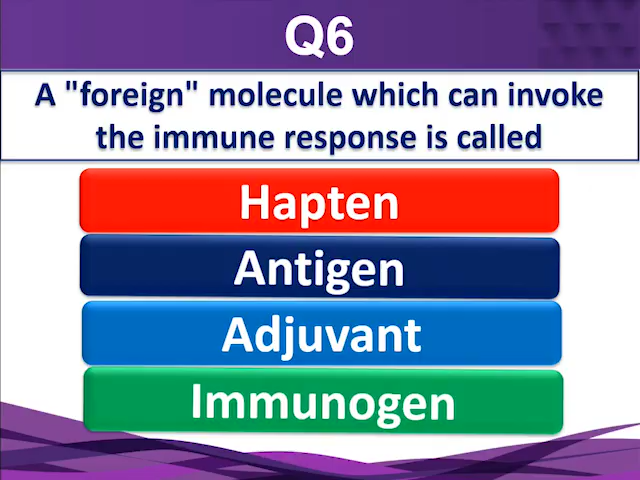 Q6
A "foreign" molecule which can invoke
the immune response is called
Hapten
Antigen
Adjuvant
Immunogen